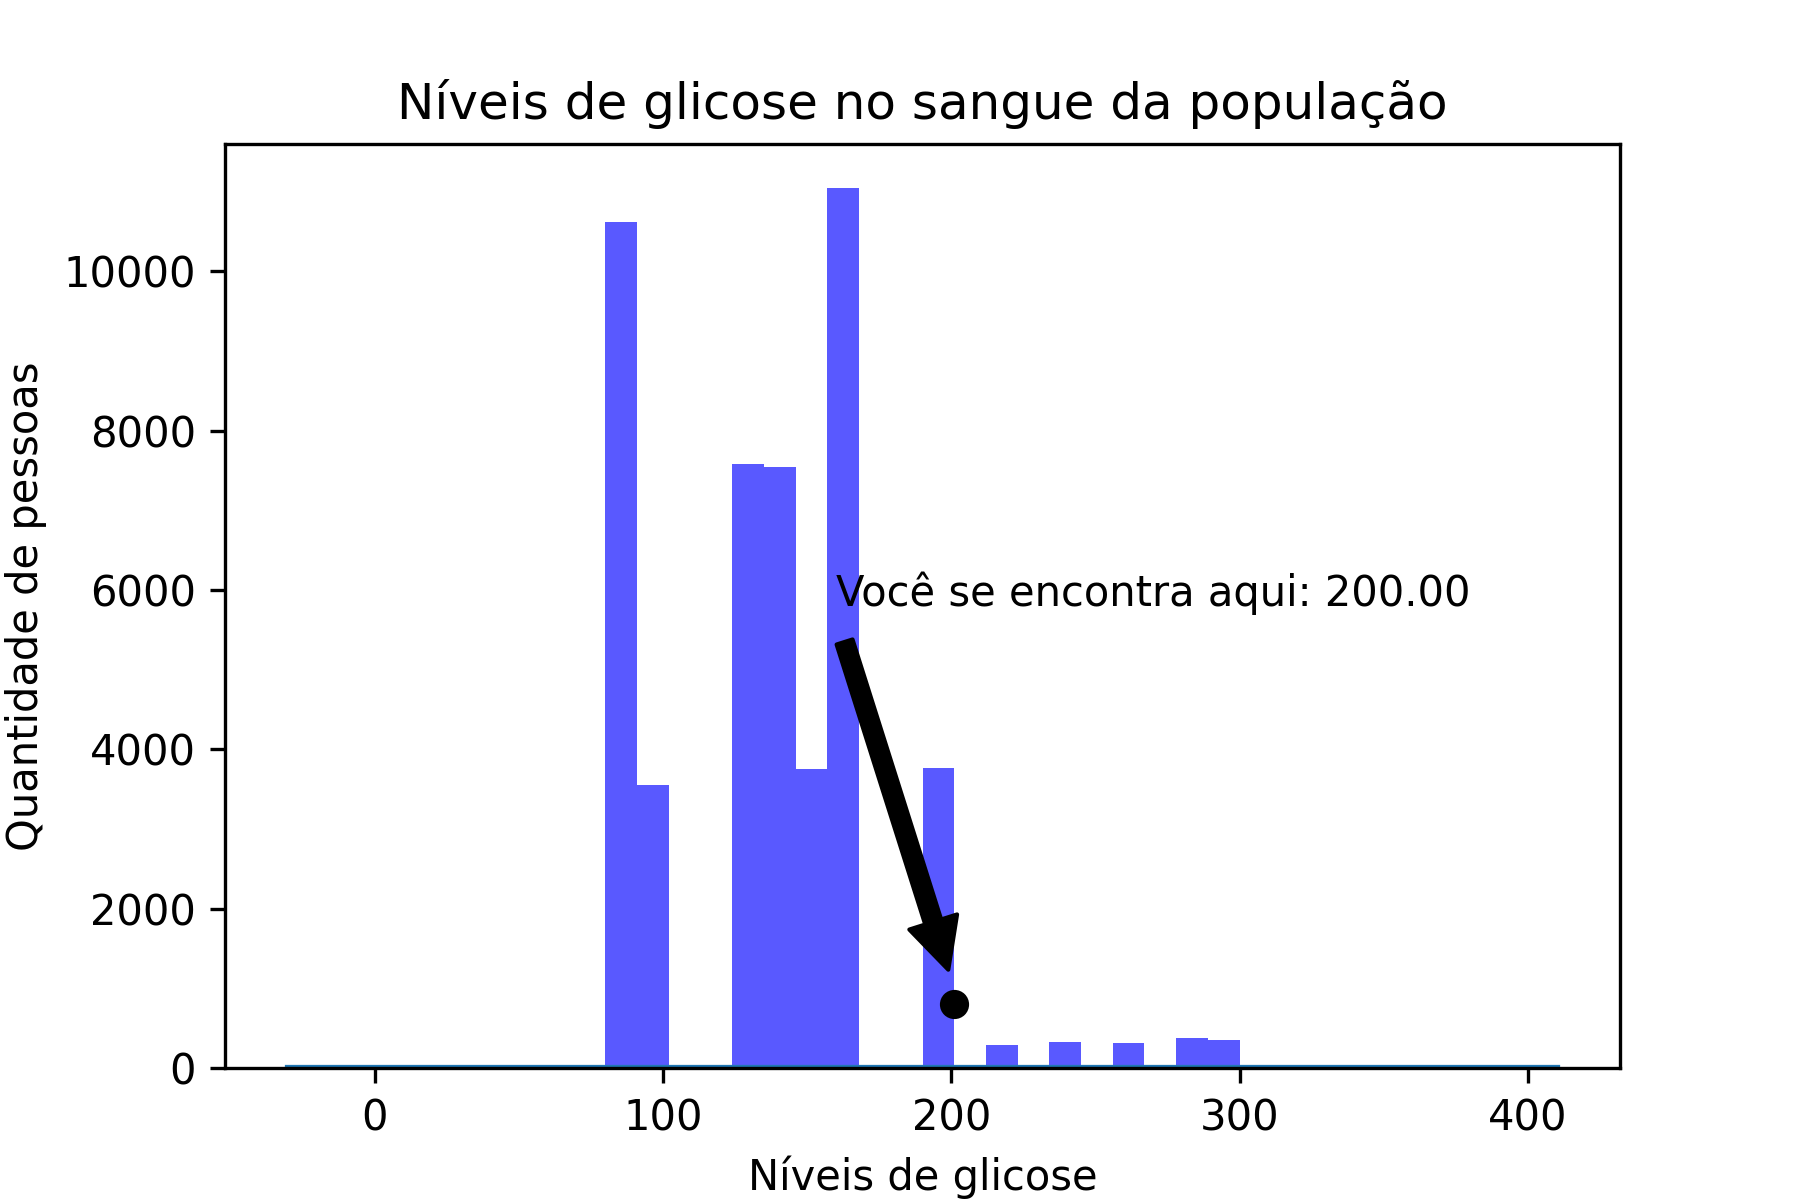 Níveis de glicose no sangue da população
Quantidade de pessoas
10000
8000
6000
4000
2000
0
Você se encontra aqui: 200.00
0 100 200 300 400
Níveis de glicose